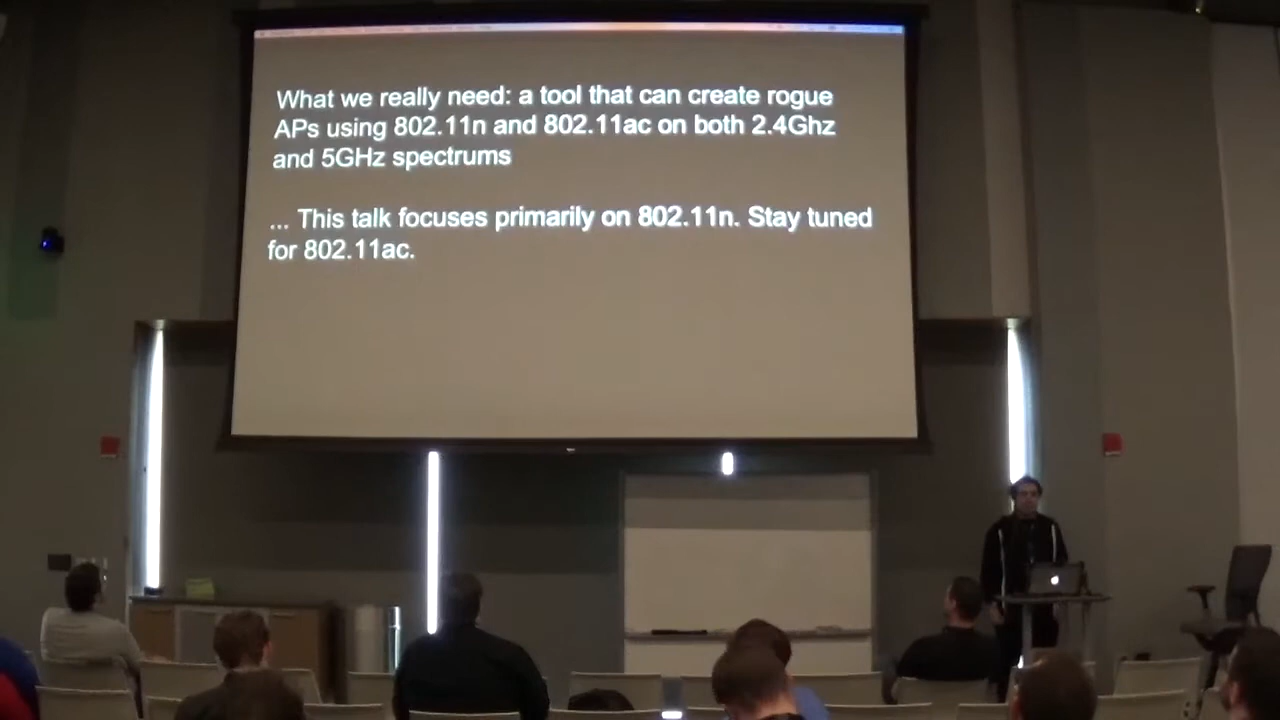 What we really need: a tool that can create rogue
APs using 802.11n and 802.11ac on both 2.4Ghz
and 5GHz spectrums
... This talk focuses primarily on 802.11n. Stay tuned
for 802.11ac.